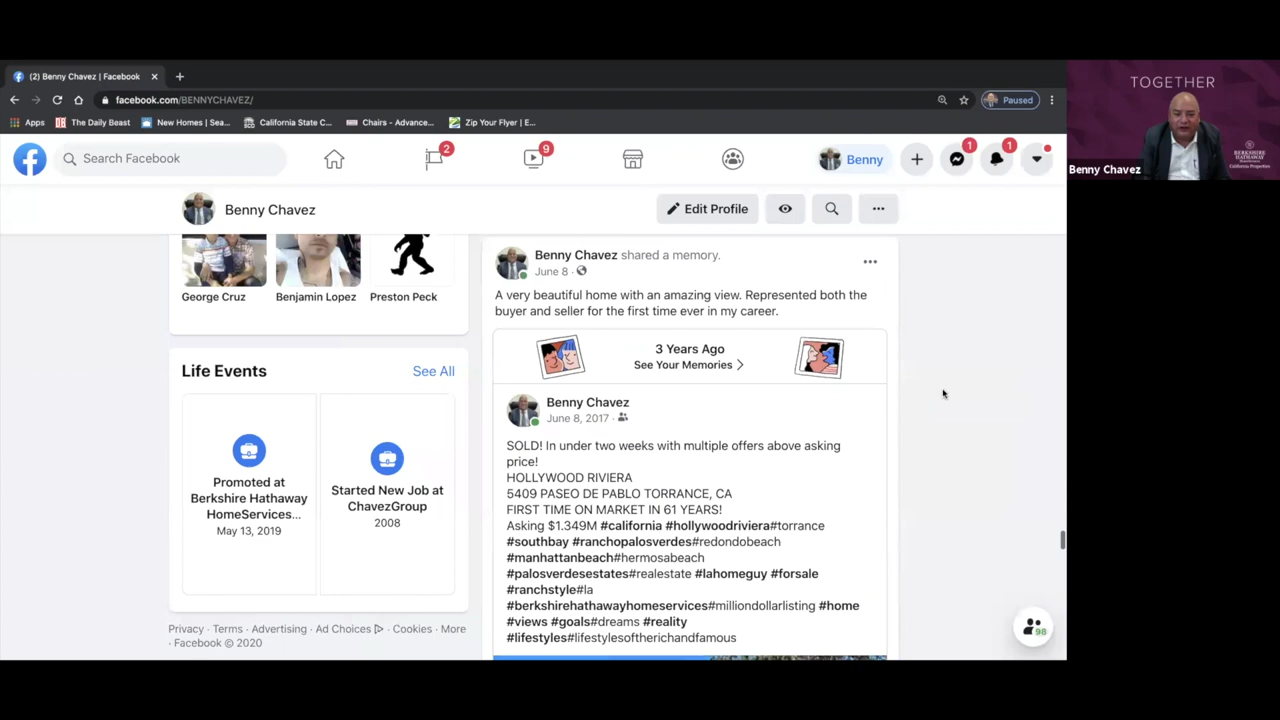 (2) Benny Chavez | Facebook
facebook.com/BENNYCHAVEZ/
Paused
Apps
The Daily Beast
New Homes | Sea...
California State C...
Chairs - Advance...
Zip Your Flyer | E...
TOGETHER
BERKSHIRE
HATHAWAY
HomeServices
California Properties
Benny Chavez
Search Facebook
2
9
Benny
1
1
Benny Chavez
Edit Profile
George Cruz
Benjamin Lopez
Preston Peck
Life Events
See All
Promoted at
Berkshire Hathaway
HomeServices...
May 13, 2019
Started New Job at
ChavezGroup
2008
Privacy · Terms · Advertising · Ad Choices · Cookies · More
· Facebook © 2020
Benny Chavez shared a memory.
June 8 ·
A very beautiful home with an amazing view. Represented both the
buyer and seller for the first time ever in my career.
3 Years Ago
See Your Memories
Benny Chavez
June 8, 2017 ·
SOLD! In under two weeks with multiple offers above asking
price!
HOLLYWOOD RIVIERA
5409 PASEO DE PABLO TORRANCE, CA
FIRST TIME ON MARKET IN 61 YEARS!
Asking $1.349M #california #hollywoodriviera#torrance
#southbay #ranchopalosverdes#redondobeach
#manhattanbeach#hermosabeach
#palosverdesestates#realestate #lahomeguy #forsale
#ranchstyle#la
#berkshirehathawayhomeservices#milliondollarlisting #home
#views #goals#dreams #reality
#lifestyles#lifestylesoftherichandfamous
98